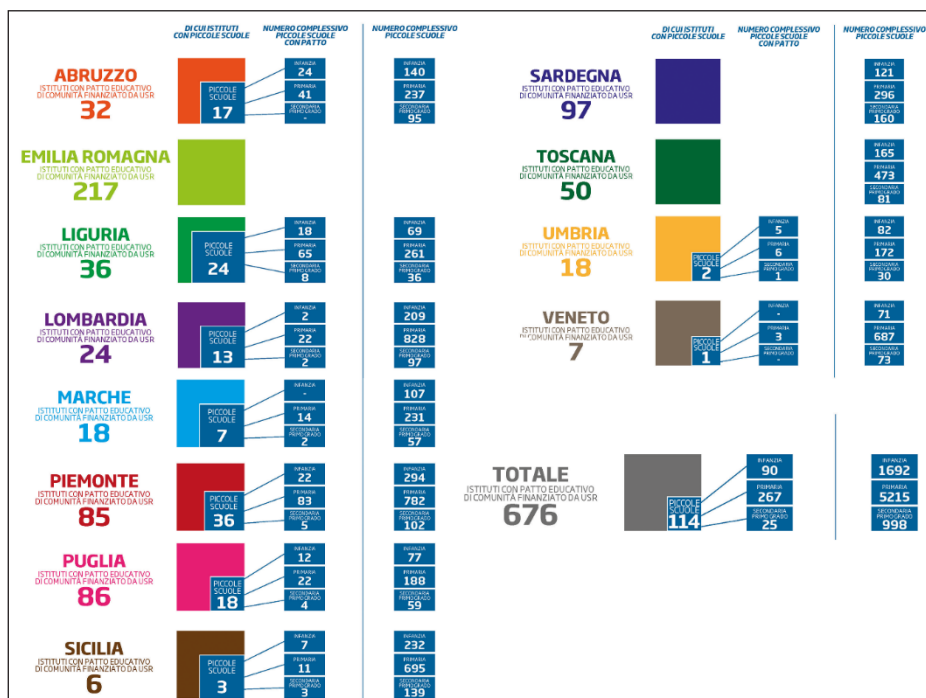 DI CUI ISTITUTI
CON PICCOLE SCUOLE
NUMERO COMPLESSIVO
PICCOLE SCUOLE
CON PATTO
NUMERO COMPLESSIVO
PICCOLE SCUOLE
ABRUZZO
ISTITUTI CON PATTO EDUCATIVO
DI COMUNITÀ FINANZIATO DA USR
32
PICCOLE
SCUOLE
17
INFANZIA
24
PRIMARIA
41
SECONDARIA
PRIMO GRADO
-
INFANZIA
140
PRIMARIA
237
SECONDARIA
PRIMO GRADO
95
EMILIA ROMAGNA
ISTITUTI CON PATTO EDUCATIVO
DI COMUNITÀ FINANZIATO DA USR
217
LIGURIA
ISTITUTI CON PATTO EDUCATIVO
DI COMUNITÀ FINANZIATO DA USR
36
PICCOLE
SCUOLE
24
INFANZIA
18
PRIMARIA
65
SECONDARIA
PRIMO GRADO
8
INFANZIA
69
PRIMARIA
261
SECONDARIA
PRIMO GRADO
36
LOMBARDIA
ISTITUTI CON PATTO EDUCATIVO
DI COMUNITÀ FINANZIATO DA USR
24
PICCOLE
SCUOLE
13
INFANZIA
2
PRIMARIA
22
SECONDARIA
PRIMO GRADO
2
INFANZIA
209
PRIMARIA
828
SECONDARIA
PRIMO GRADO
97
MARCHE
ISTITUTI CON PATTO EDUCATIVO
DI COMUNITÀ FINANZIATO DA USR
18
PICCOLE
SCUOLE
7
INFANZIA
-
PRIMARIA
14
SECONDARIA
PRIMO GRADO
2
INFANZIA
107
PRIMARIA
231
SECONDARIA
PRIMO GRADO
57
PIEMONTE
ISTITUTI CON PATTO EDUCATIVO
DI COMUNITÀ FINANZIATO DA USR
85
PICCOLE
SCUOLE
36
INFANZIA
22
PRIMARIA
83
SECONDARIA
PRIMO GRADO
5
INFANZIA
294
PRIMARIA
782
SECONDARIA
PRIMO GRADO
102
PUGLIA
ISTITUTI CON PATTO EDUCATIVO
DI COMUNITÀ FINANZIATO DA USR
86
PICCOLE
SCUOLE
18
INFANZIA
12
PRIMARIA
22
SECONDARIA
PRIMO GRADO
4
INFANZIA
77
PRIMARIA
188
SECONDARIA
PRIMO GRADO
59
SICILIA
ISTITUTI CON PATTO EDUCATIVO
DI COMUNITÀ FINANZIATO DA USR
6
PICCOLE
SCUOLE
3
INFANZIA
7
PRIMARIA
11
SECONDARIA
PRIMO GRADO
3
INFANZIA
232
PRIMARIA
695
SECONDARIA
PRIMO GRADO
139
DI CUI ISTITUTI
CON PICCOLE SCUOLE
NUMERO COMPLESSIVO
PICCOLE SCUOLE
CON PATTO
NUMERO COMPLESSIVO
PICCOLE SCUOLE
SARDEGNA
ISTITUTI CON PATTO EDUCATIVO
DI COMUNITÀ FINANZIATO DA USR
97
INFANZIA
121
PRIMARIA
296
SECONDARIA
PRIMO GRADO
160
TOSCANA
ISTITUTI CON PATTO EDUCATIVO
DI COMUNITÀ FINANZIATO DA USR
50
INFANZIA
165
PRIMARIA
473
SECONDARIA
PRIMO GRADO
81
UMBRIA
ISTITUTI CON PATTO EDUCATIVO
DI COMUNITÀ FINANZIATO DA USR
18
PICCOLE
SCUOLE
2
INFANZIA
5
PRIMARIA
6
SECONDARIA
PRIMO GRADO
1
INFANZIA
82
PRIMARIA
172
SECONDARIA
PRIMO GRADO
30
VENETO
ISTITUTI CON PATTO EDUCATIVO
DI COMUNITÀ FINANZIATO DA USR
7
PICCOLE
SCUOLE
1
INFANZIA
-
PRIMARIA
3
SECONDARIA
PRIMO GRADO
-
INFANZIA
71
PRIMARIA
687
SECONDARIA
PRIMO GRADO
73
TOTALE
ISTITUTI CON PATTO EDUCATIVO
DI COMUNITÀ FINANZIATO DA USR
676
PICCOLE
SCUOLE
114
INFANZIA
90
PRIMARIA
267
SECONDARIA
PRIMO GRADO
25
INFANZIA
1692
PRIMARIA
5215
SECONDARIA
PRIMO GRADO
998